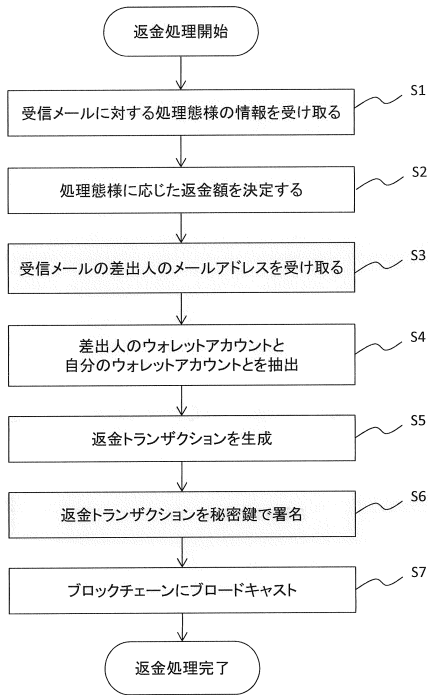 返金処理開始
受信メールに対する処理態様の情報を受け取る
S1
処理態様に応じた返金額を決定する
S2
受信メールの差出人のメールアドレスを受け取る
S3
差出人のウォレットアカウントと
自分のウォレットアカウントとを抽出
S4
返金トランザクションを生成
S5
返金トランザクションを秘密鍵で署名
S6
ブロックチェーンにブロードキャスト
S7
返金処理完了